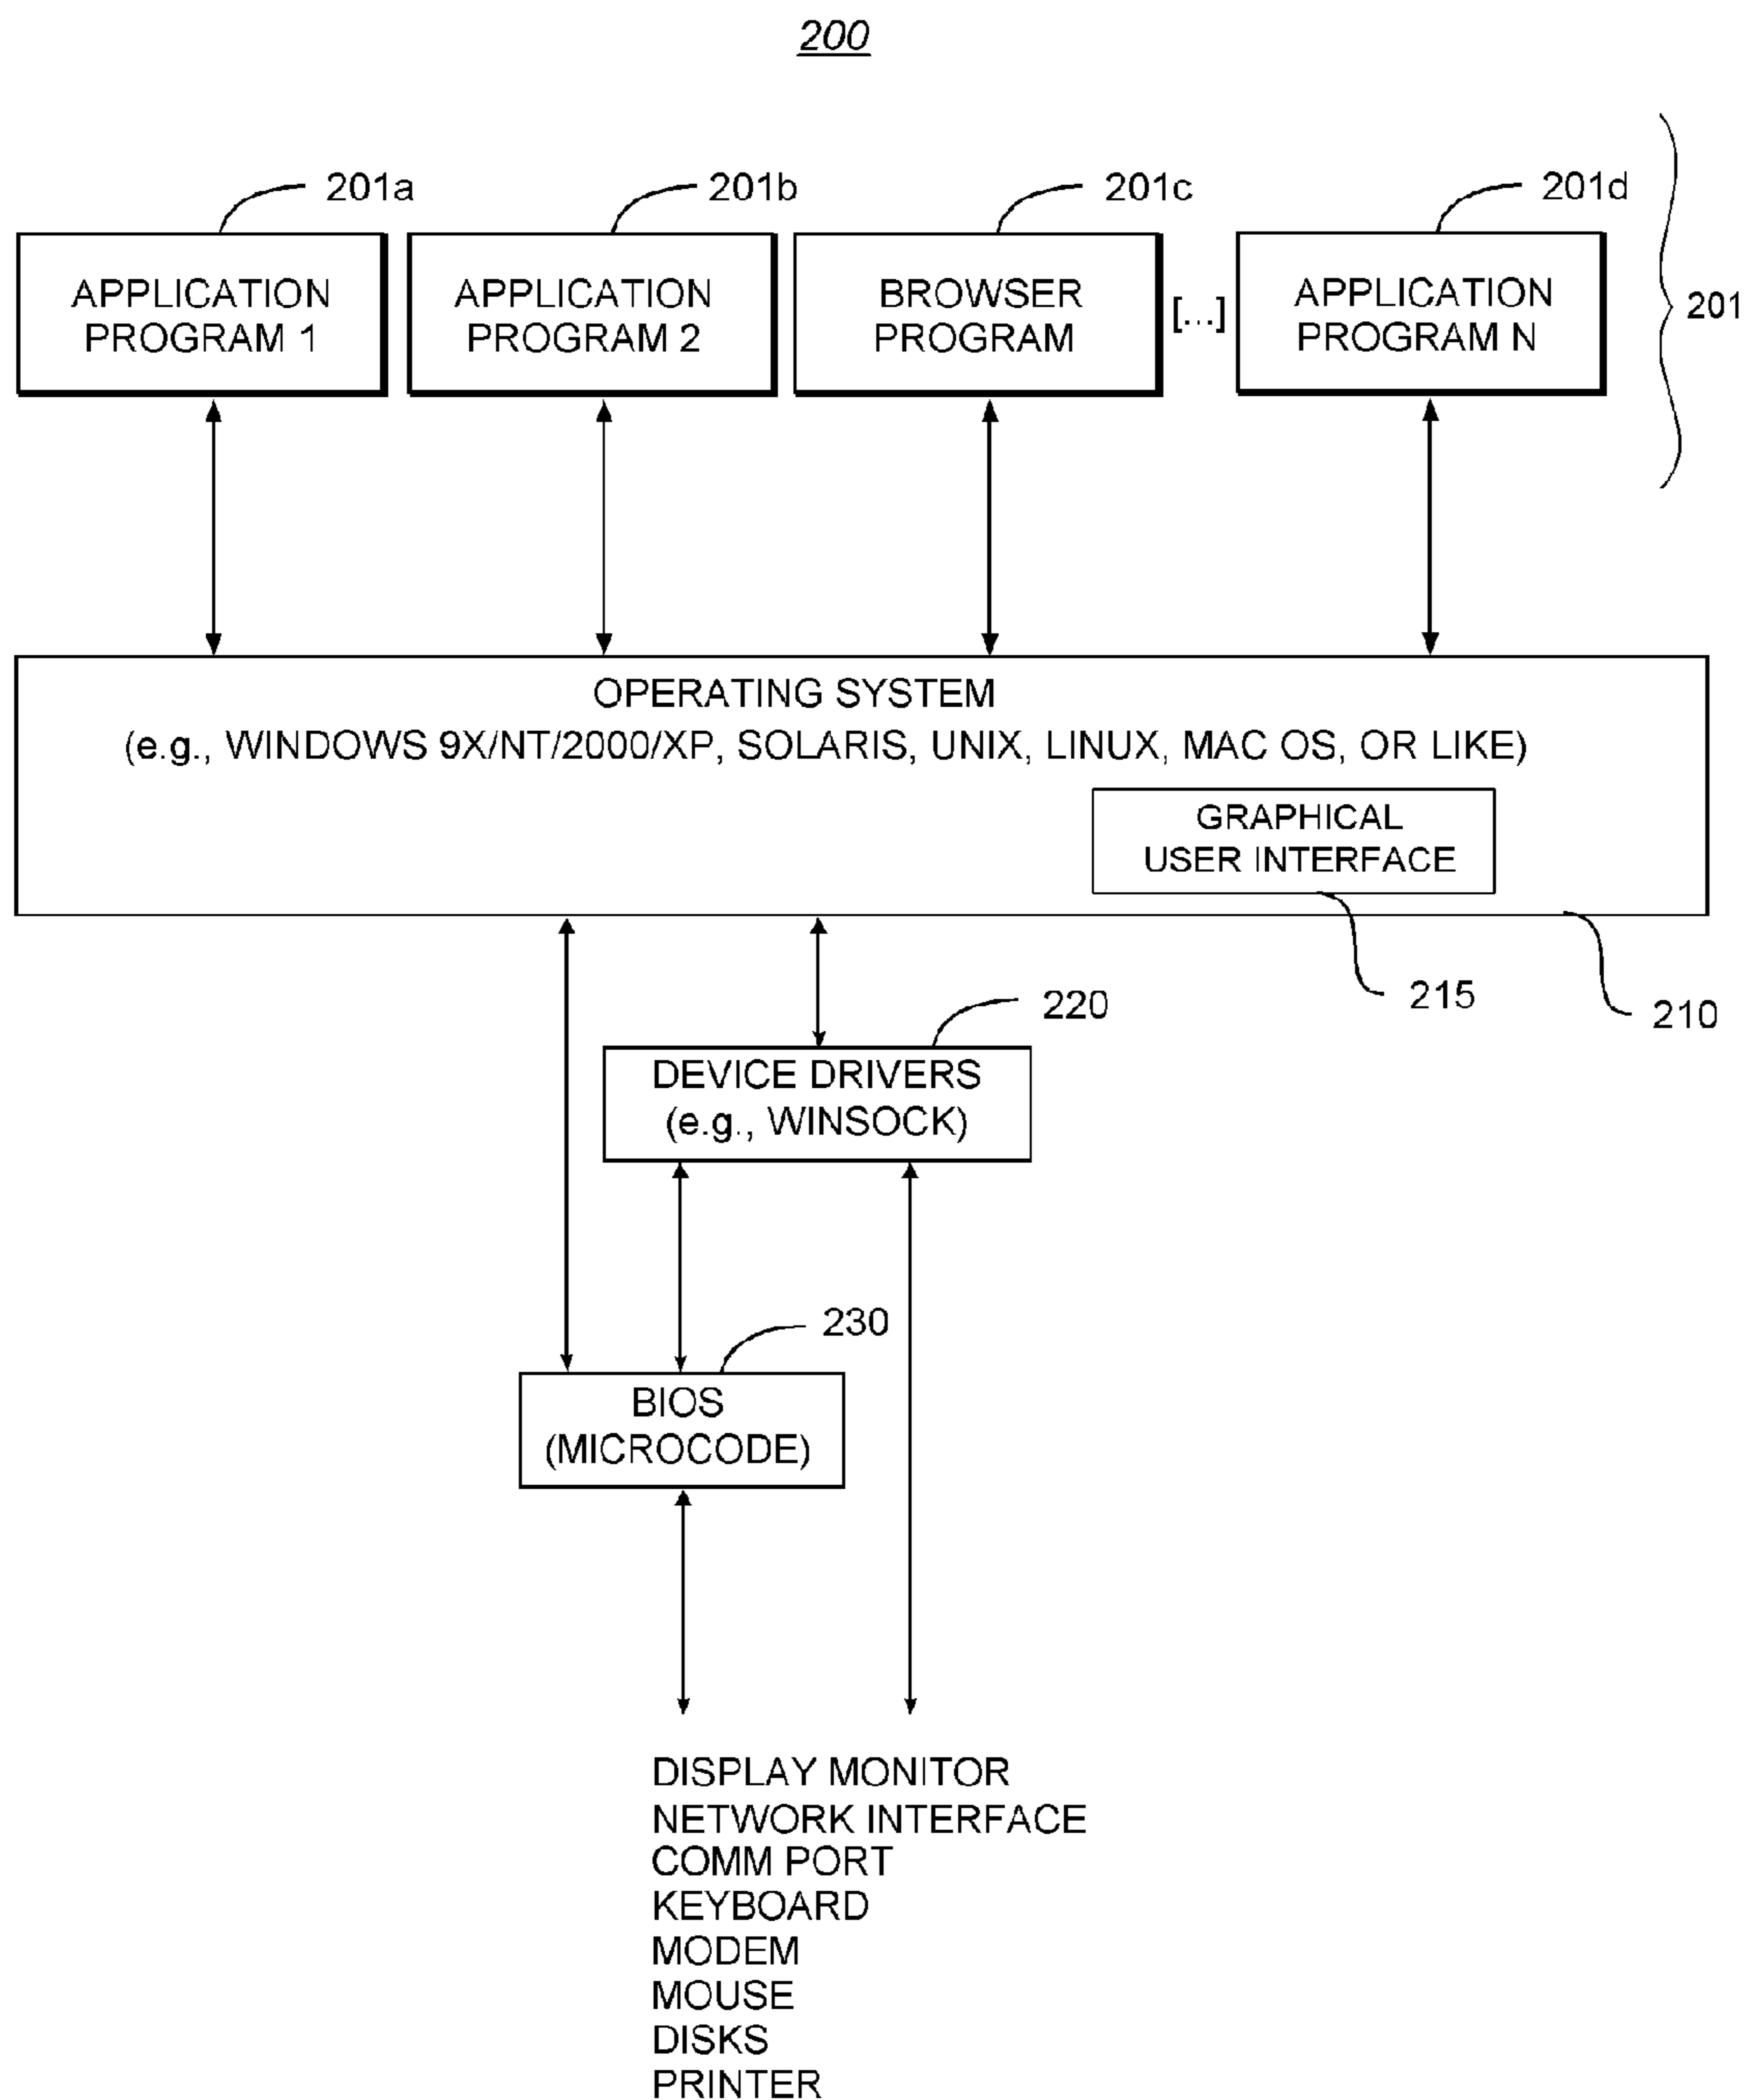 200
201a
201b
201c
201d
APPLICATION
PROGRAM 1
APPLICATION
PROGRAM 2
BROWSER
PROGRAM
[...]
APPLICATION
PROGRAM N
201
OPERATING SYSTEM
(e.g., WINDOWS 9X/NT/2000/XP, SOLARIS, UNIX, LINUX, MAC OS, OR LIKE)
GRAPHICAL
USER INTERFACE
215
210
220
DEVICE DRIVERS
(e.g., WINSOCK)
230
BIOS
(MICROCODE)
DISPLAY MONITOR
NETWORK INTERFACE
COMM PORT
KEYBOARD
MODEM
MOUSE
DISKS
PRINTER